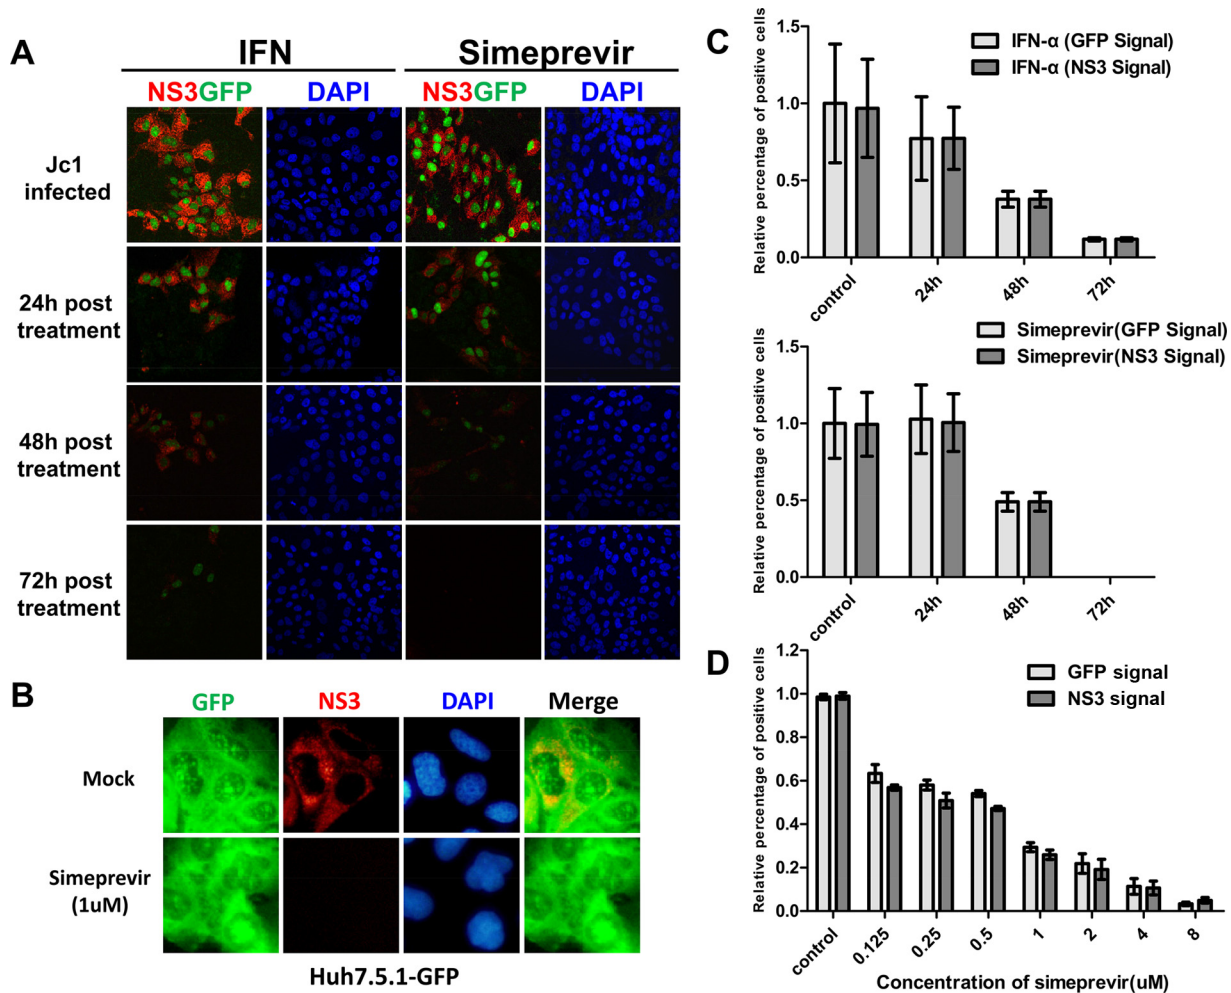 A
IFN
Simeprevir
NS3GFP
DAPI
NS3GFP
DAPI
Jc1
infected
24h post
treatment
48h post
treatment
72h post
treatment
B
GFP
NS3
DAPI
Merge
Mock
Simeprevir
(1uM)
Huh7.5.1-GFP
C
Relative percentage of positive cells
1.5
1.0
0.5
0.0
IFN-α (GFP Signal)
IFN-α (NS3 Signal)
control
24h
48h
72h
Relative percentage of positive cells
1.5
1.0
0.5
0.0
Simeprevir(GFP Signal)
Simeprevir(NS3 Signal)
control
24h
48h
72h
D
Relative percentage of positive cells
1.2
1.0
0.8
0.6
0.4
0.2
0.0
GFP signal
NS3 signal
control
0.125
0.25
0.5
1
2
4
8
Concentration of simeprevir(uM)